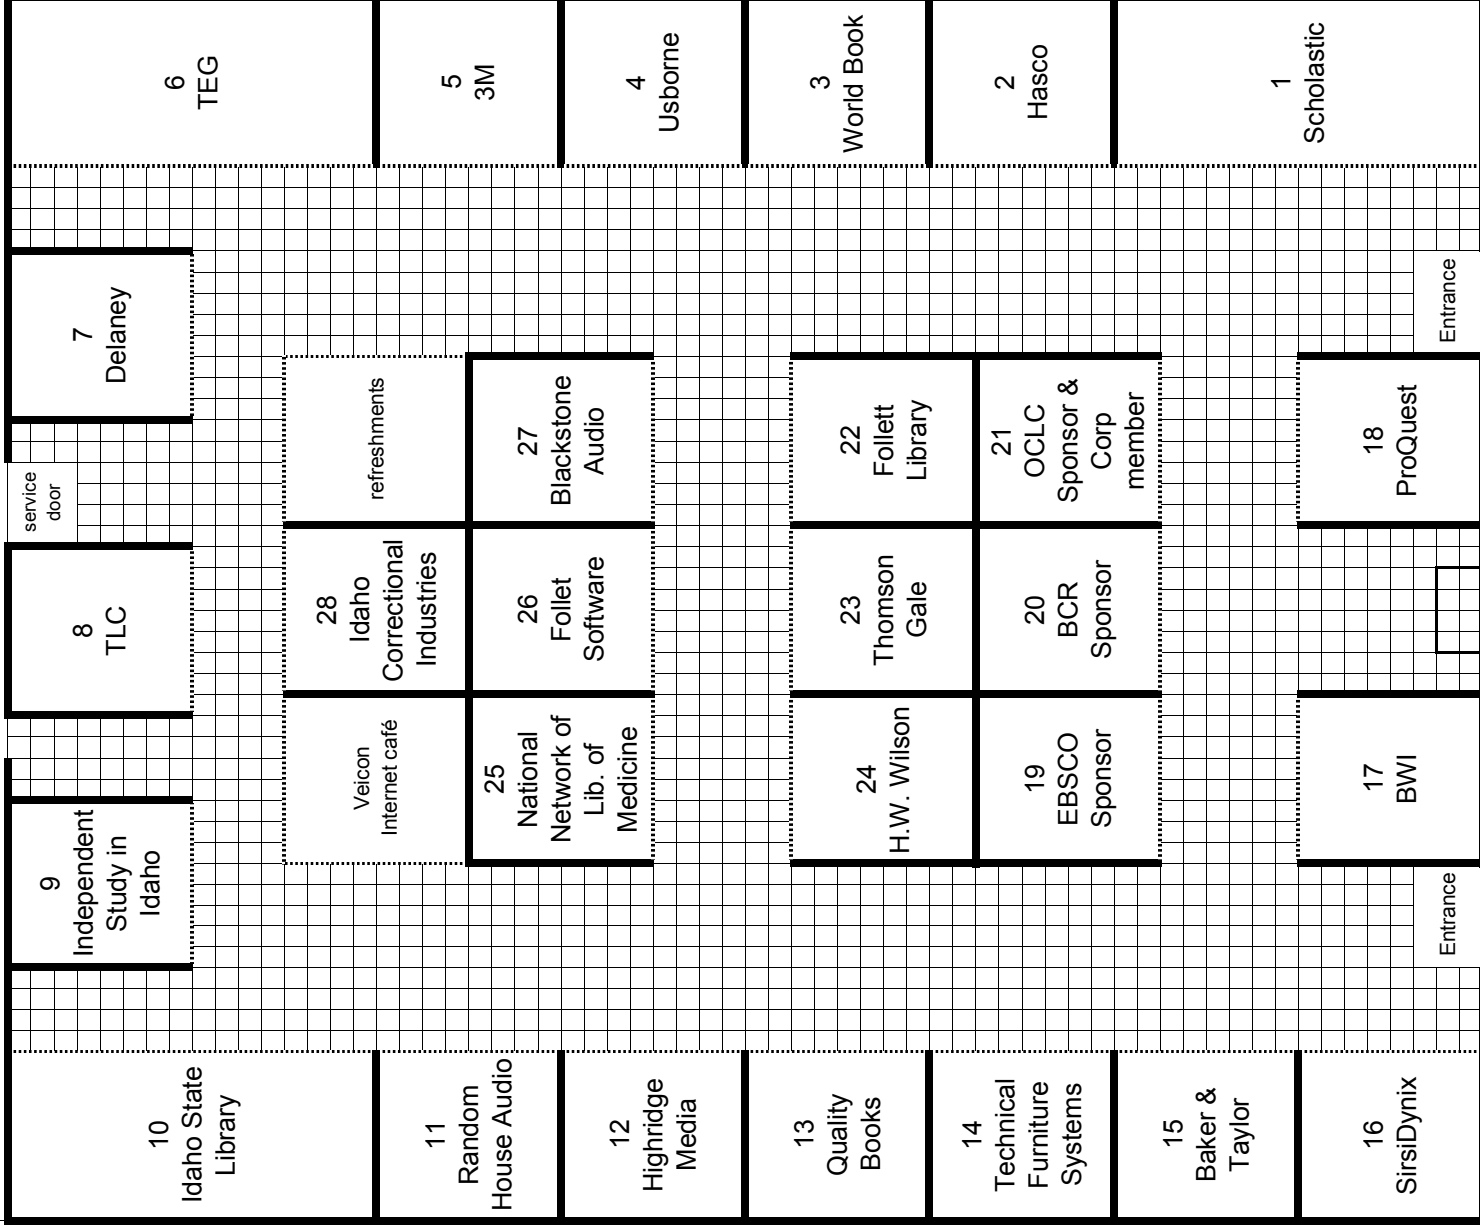 6
TEG
5
3M
4
Usborne
3
World Book
2
Hasco
1
Scholastic
7
Delaney
Entrance
service
door
refreshments
27
Blackstone
Audio
22
Follett
Library
21
OCLC
Sponsor &
Corp
member
18
ProQuest
8
TLC
28
Idaho
Correctional
Industries
26
Follet
Software
23
Thomson
Gale
20
BCR
Sponsor
9
Independent
Study in
Idaho
Veicon
Internet café
25
National
Network of
Lib. of
Medicine
24
H.W. Wilson
19
EBSCO
Sponsor
17
BWI
Entrance
10
Idaho State
Library
11
Random
House Audio
12
Highridge
Media
13
Quality
Books
14
Technical
Furniture
Systems
15
Baker &
Taylor
16
SirsiDynix